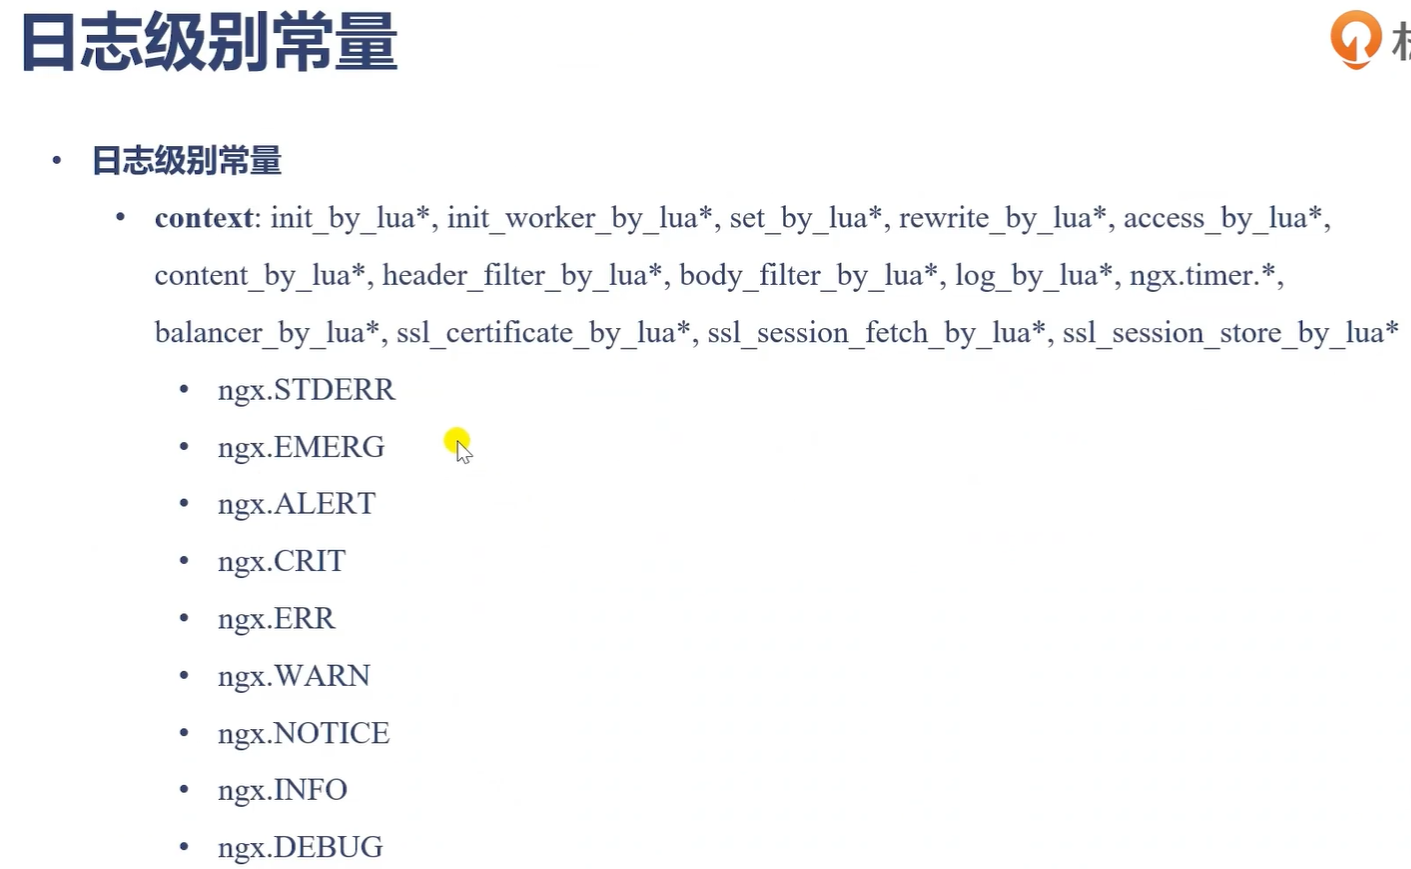 日志级别常量
• 日志级别常量
• context: init_by_lua*, init_worker_by_lua*, set_by_lua*, rewrite_by_lua*, access_by_lua*,
content_by_lua*, header_filter_by_lua*, body_filter_by_lua*, log_by_lua*, ngx.timer.*,
balancer_by_lua*, ssl_certificate_by_lua*, ssl_session_fetch_by_lua*, ssl_session_store_by_lua*
• ngx.STDERR
• ngx.EMERG
• ngx.ALERT
• ngx.CRIT
• ngx.ERR
• ngx.WARN
• ngx.NOTICE
• ngx.INFO
• ngx.DEBUG